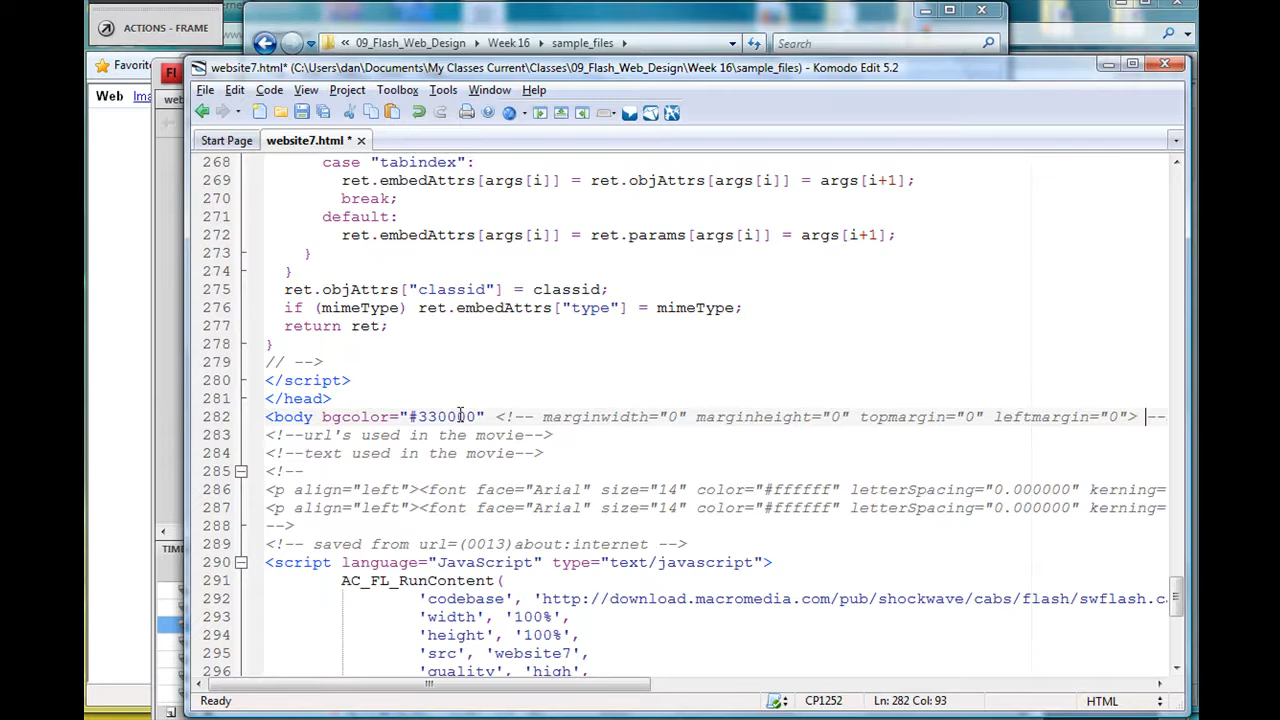 ACTIONS - FRAME
Favorit
Web Ima
Fl
web
TIME
09_Flash_Web_Design Week 16 sample_files
Search
website7.html* (C:\Users\dan\Documents\My Classes Current\Classes\09_Flash_Web_Design\Week 16\sample_files) - Komodo Edit 5.2
File Edit Code View Project Toolbox Tools Window Help
Start Page website7.html *
268 case "tabindex":
269 ret.embedAttrs[args[i]] = ret.objAttrs[args[i]] = args[i+1];
270 break;
271 default:
272 ret.embedAttrs[args[i]] = ret.params[args[i]] = args[i+1];
273 }
274 }
275 ret.objAttrs["classid"] = classid;
276 if (mimeType) ret.embedAttrs["type"] = mimeType;
277 return ret;
278 }
279 // -->
280 </script>
281 </head>
282 <body bgcolor="#330000" <!-- marginwidth="0" marginheight="0" topmargin="0" leftmargin="0"> --
283 <!--url's used in the movie-->
284 <!--text used in the movie-->
285 <!--
286 <p align="left"><font face="Arial" size="14" color="#ffffff" letterSpacing="0.000000" kerning=
287 <p align="left"><font face="Arial" size="14" color="#ffffff" letterSpacing="0.000000" kerning=
288 -->
289 <!-- saved from url=(0013)about:internet -->
290 <script language="JavaScript" type="text/javascript">
291 AC_FL_RunContent(
292 'codebase', 'http://download.macromedia.com/pub/shockwave/cabs/flash/swflash.c
293 'width', '100%',
294 'height', '100%',
295 'src', 'website7',
296 'quality', 'high',
Ready CP1252 Ln: 282 Col: 93 HTML